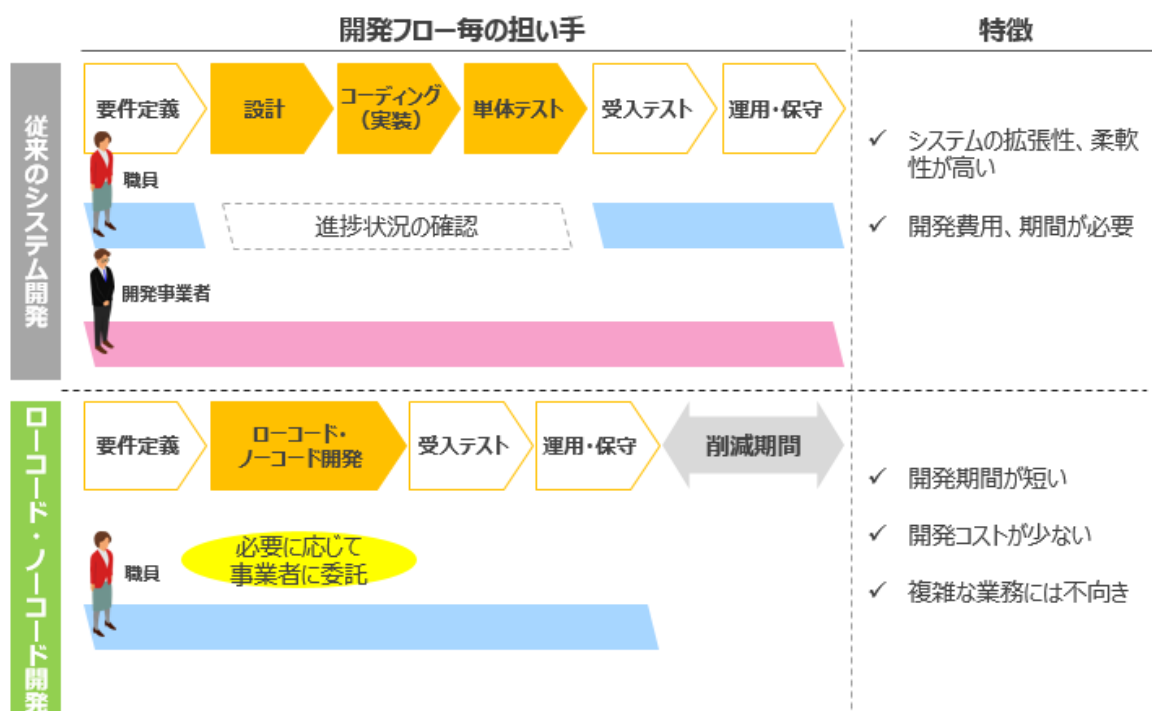 開発フロー毎の担い手
特徴
従来のシステム開発
要件定義
設計
コーディング
（実装）
単体テスト
受入テスト
運用・保守
職員
進捗状況の確認
開発事業者
✓ システムの拡張性、柔軟
性が高い
✓ 開発費用、期間が必要
ローコード・ノーコード開発
要件定義
ローコード・
ノーコード開発
受入テスト
運用・保守
削減期間
職員
必要に応じて
事業者に委託
✓ 開発期間が短い
✓ 開発コストが少ない
✓ 複雑な業務には不向き